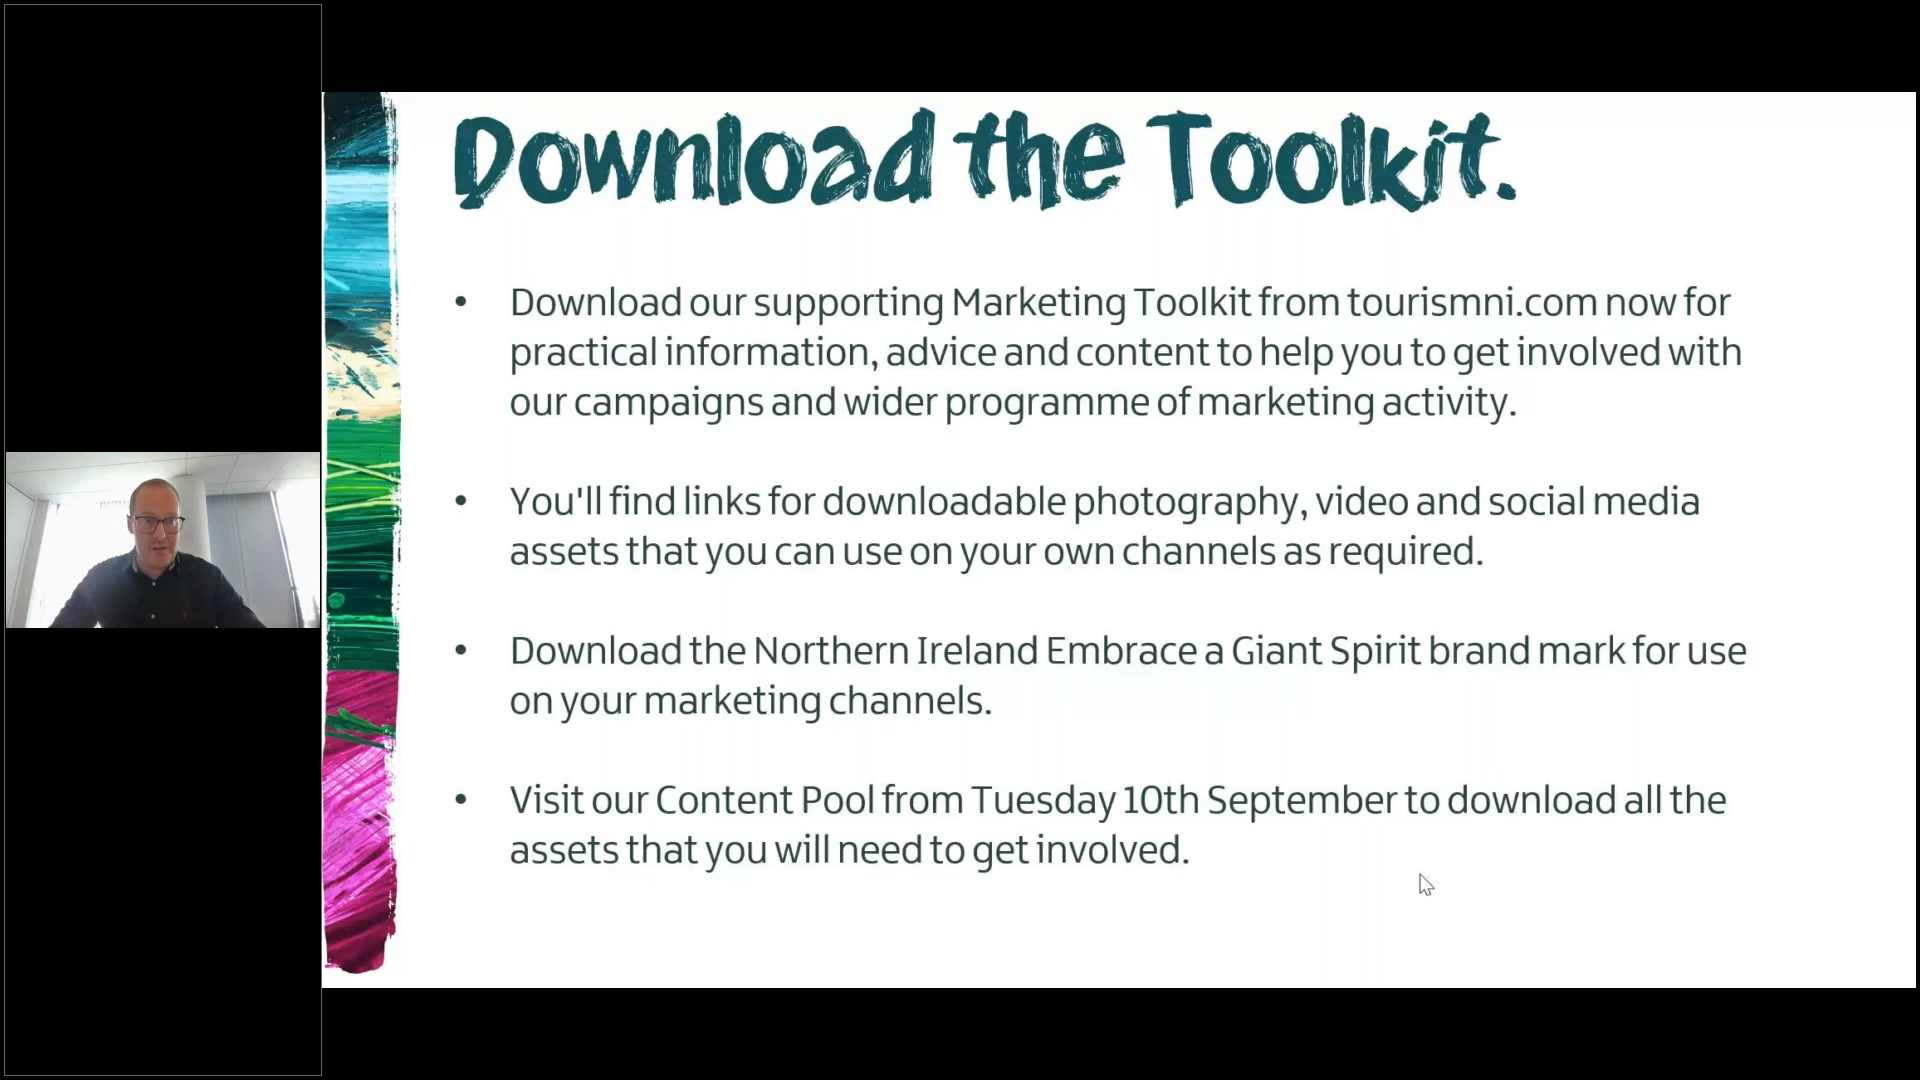 Download the Toolkit.
• Download our supporting Marketing Toolkit from tourismni.com now for
practical information, advice and content to help you to get involved with
our campaigns and wider programme of marketing activity.
• You'll find links for downloadable photography, video and social media
assets that you can use on your own channels as required.
• Download the Northern Ireland Embrace a Giant Spirit brand mark for use
on your marketing channels.
• Visit our Content Pool from Tuesday 10th September to download all the
assets that you will need to get involved.